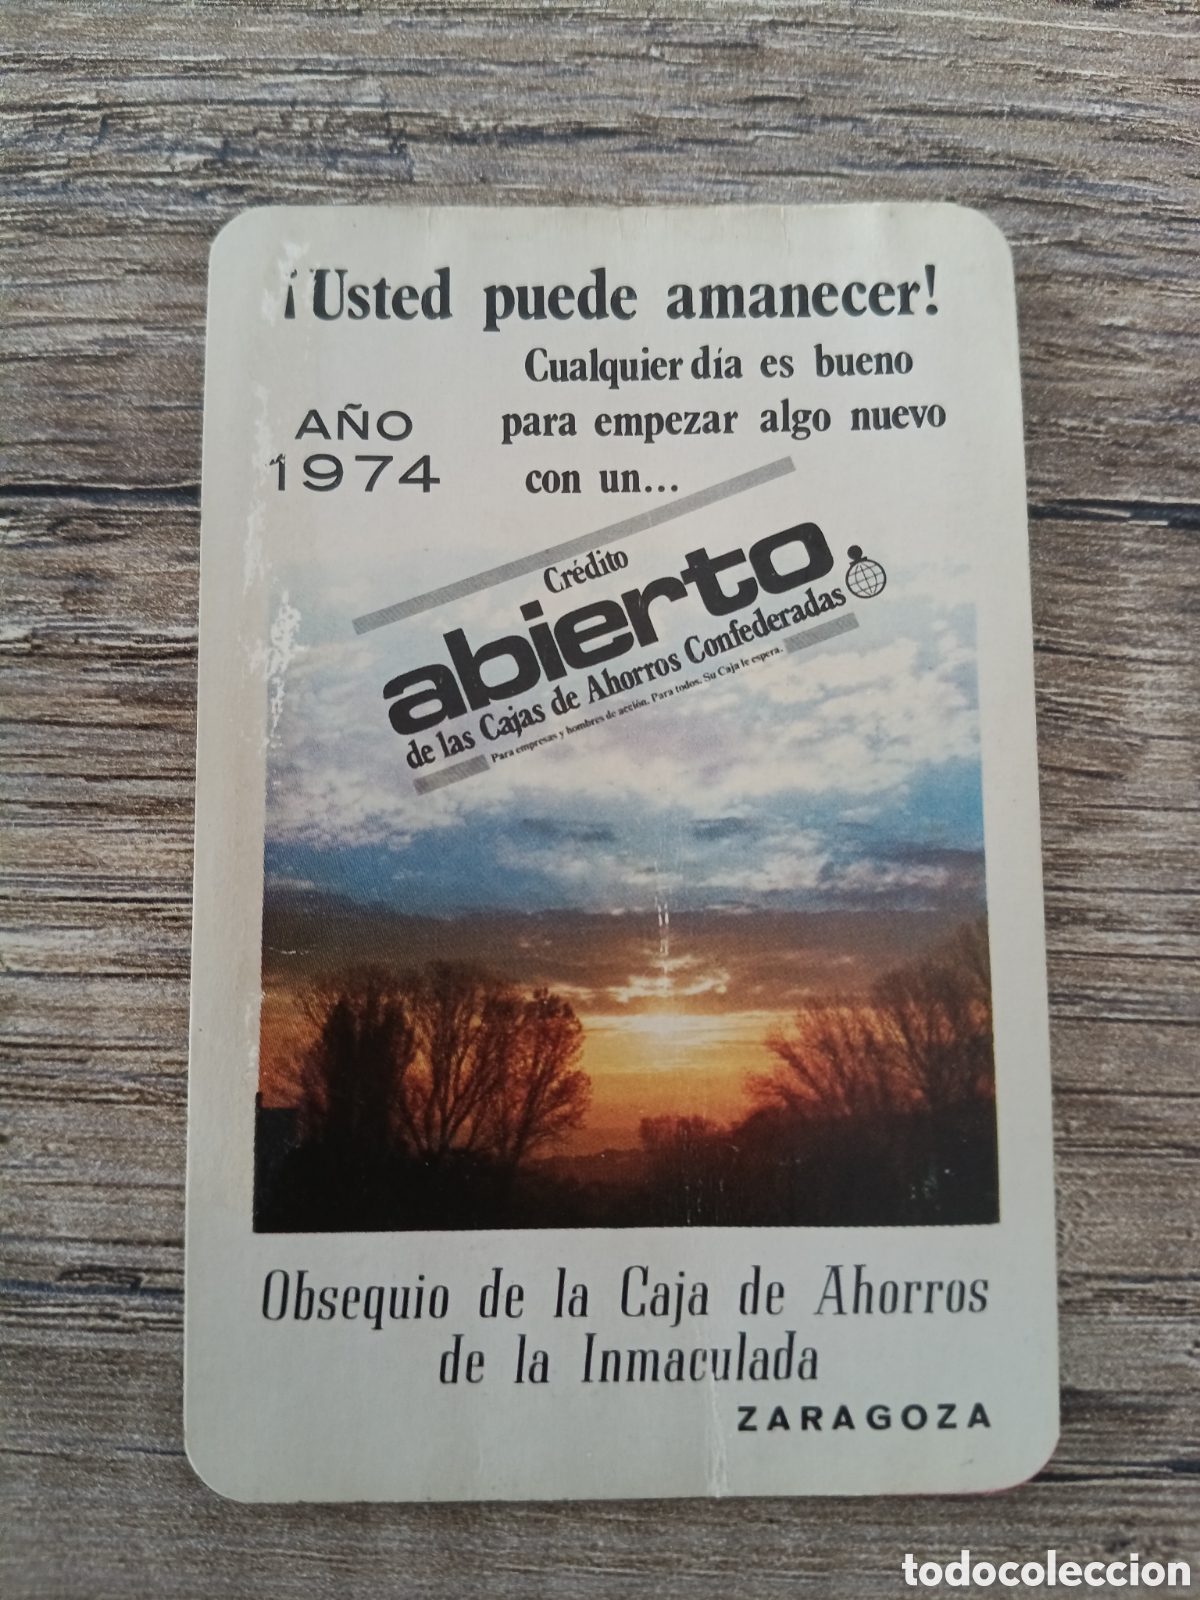 ¡Usted puede amanecer!
Cualquier día es bueno
para empezar algo nuevo
con un...
AÑO
1974
Crédito
abierto
de las Cajas de Ahorros Confederadas
Para empresas y hombres de acción. Para todos. Su Caja le espera.
Obsequio de la Caja de Ahorros
de la Inmaculada
ZARAGOZA
todocoleccion